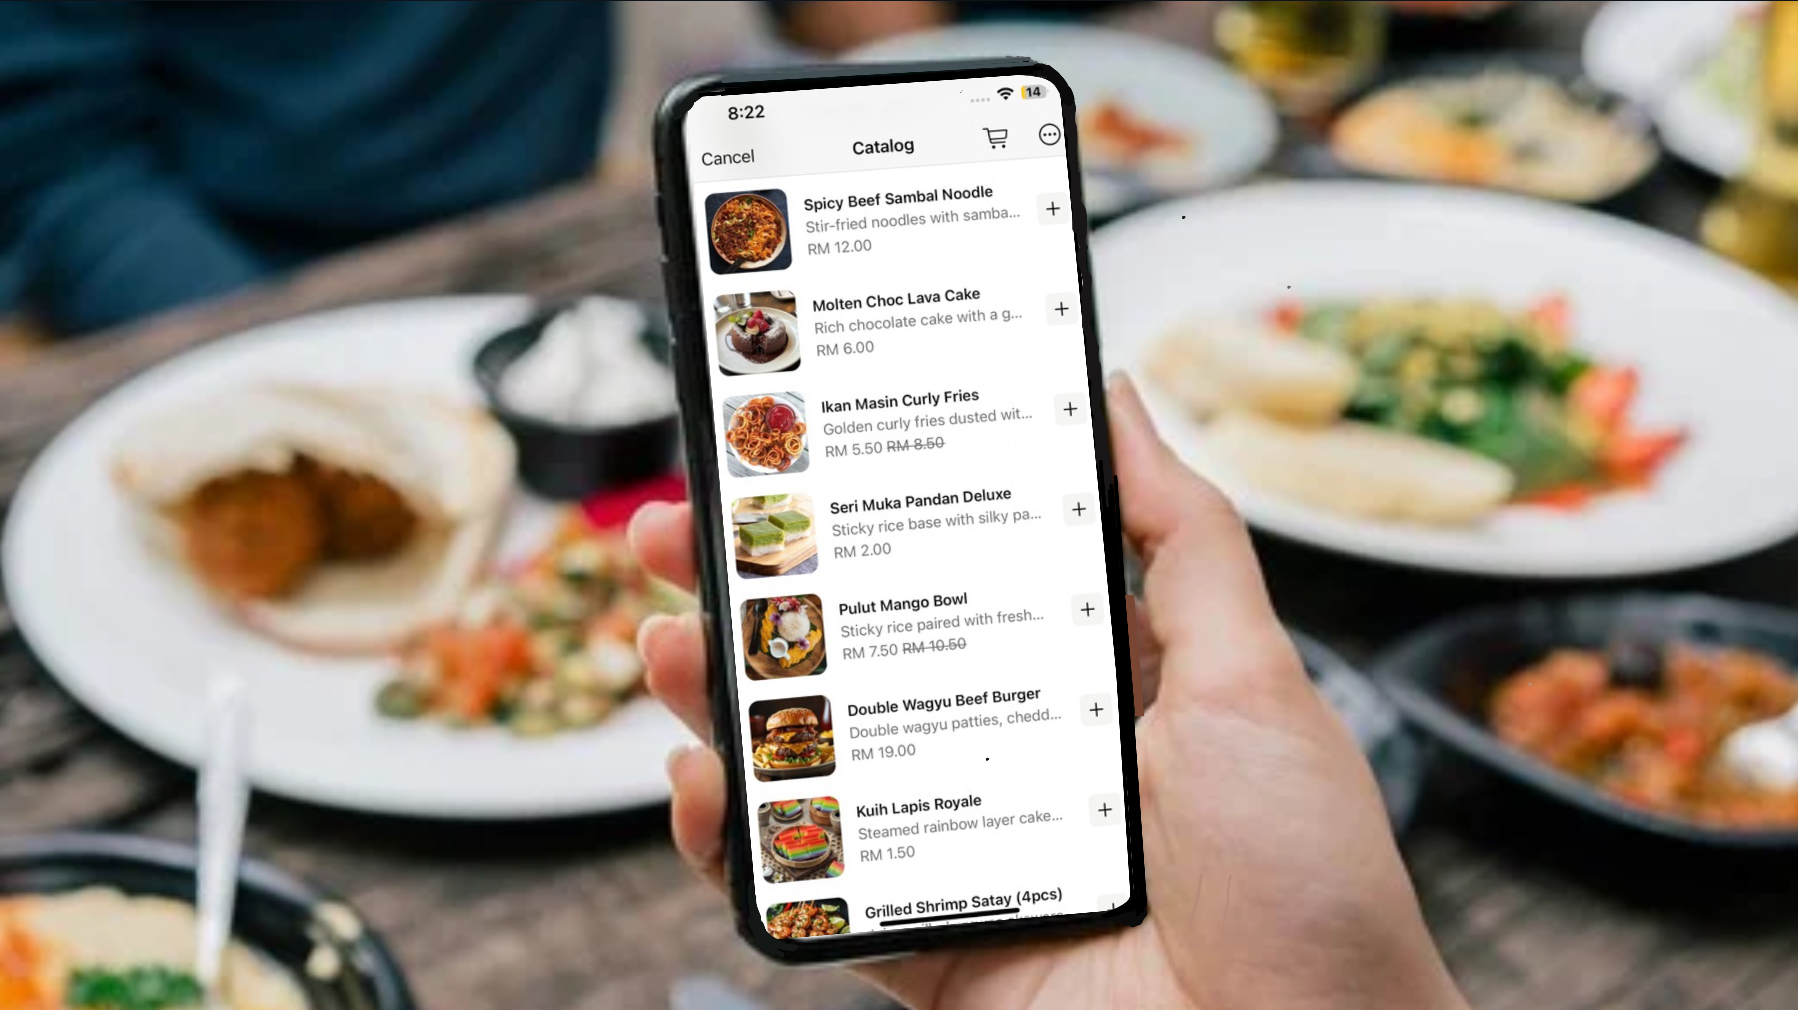 8:22
14
Cancel
Catalog
Spicy Beef Sambal Noodle
Stir-fried noodles with samba...
RM 12.00
Molten Choc Lava Cake
Rich chocolate cake with a g...
RM 6.00
Ikan Masin Curly Fries
Golden curly fries dusted wit...
RM 5.50 RM 8.50
Seri Muka Pandan Deluxe
Sticky rice base with silky pa...
RM 2.00
Pulut Mango Bowl
Sticky rice paired with fresh...
RM 7.50 RM 10.50
Double Wagyu Beef Burger
Double wagyu patties, chedd...
RM 19.00
Kuih Lapis Royale
Steamed rainbow layer cake...
RM 1.50
Grilled Shrimp Satay (4pcs)